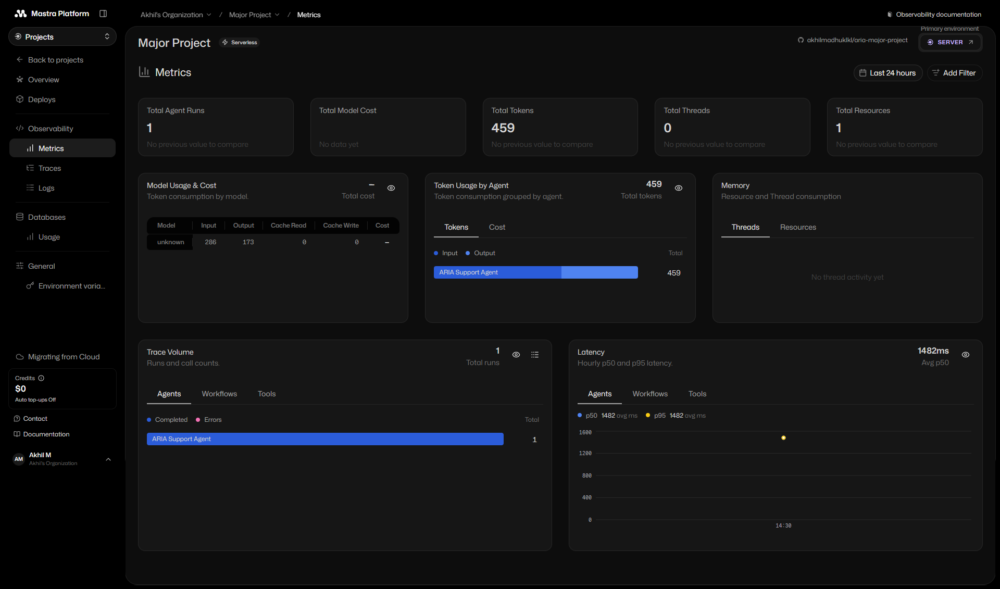 Mastra Platform
Projects
Back to projects
Overview
Deploys
Observability
Metrics
Traces
Logs
Databases
Usage
General
Environment varia...
Migrating from Cloud
Credits
$0
Auto top-ups Off
Contact
Documentation
AM
Akhil M
Akhil's Organization
Akhil's Organization / Major Project / Metrics
Observability documentation
Major Project Serverless
akhilmadhuklkl/aria-major-project
Primary environment
SERVER
Metrics
Last 24 hours Add Filter
Total Agent Runs
1
No previous value to compare
Total Model Cost
No data yet
Total Tokens
459
No previous value to compare
Total Threads
0
No previous value to compare
Total Resources
1
No previous value to compare
Model Usage & Cost
Token consumption by model.
–
Total cost
Model Input Output Cache Read Cache Write Cost
unknown 286 173 0 0 –
Token Usage by Agent
Token consumption grouped by agent.
459
Total tokens
Tokens Cost
Input Output Total
ARIA Support Agent 459
Memory
Resource and Thread consumption
Threads Resources
No thread activity yet
Trace Volume
Runs and call counts.
1
Total runs
Agents Workflows Tools
Completed Errors Total
ARIA Support Agent 1
Latency
Hourly p50 and p95 latency.
1482ms
Avg p50
Agents Workflows Tools
p50 1482 avg ms p95 1482 avg ms
1600
1200
800
400
0
14:30